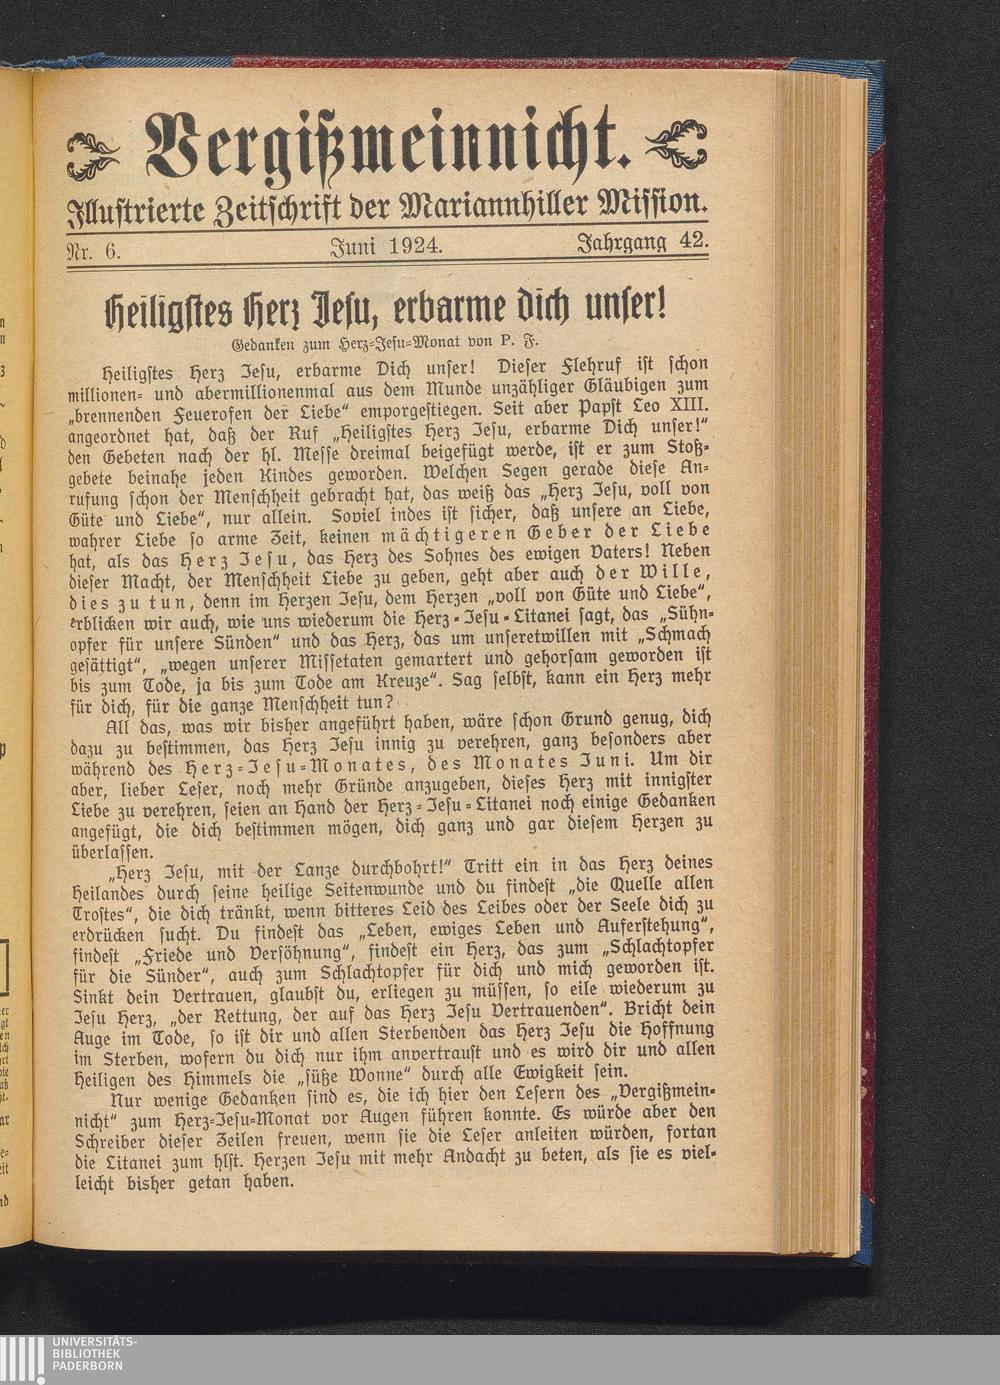 Vergißmeinnicht.
Illustrierte Zeitschrift der Mariannhiller Mission.
Nr. 6. Juni 1924. Jahrgang 42.
Heiligstes Herz Jesu, erbarme dich unser!
Gedanken zum Herz-Jesu-Monat von P. F.
Heiligstes Herz Jesu, erbarme Dich unser! Dieser Flehruf ist schon
millionen- und abermillionenmal aus dem Munde unzähliger Gläubigen zum
„brennenden Feuerofen der Liebe“ emporgestiegen. Seit aber Papst Leo XIII.
angeordnet hat, daß der Ruf „Heiligstes Herz Jesu, erbarme Dich unser!“
den Gebeten nach der hl. Messe dreimal beigefügt werde, ist er zum Stoß-
gebete beinahe jeden Kindes geworden. Welchen Segen gerade diese An-
rufung schon der Menschheit gebracht hat, das weiß das „Herz Jesu, voll von
Güte und Liebe“, nur allein. Soviel indes ist sicher, daß unsere an Liebe,
wahrer Liebe so arme Zeit, keinen mächtigeren Geber der Liebe
hat, als das Herz Jesu, das Herz des Sohnes des ewigen Vaters! Neben
dieser Macht, der Menschheit Liebe zu geben, geht aber auch der Wille,
dies zu tun, denn im Herzen Jesu, dem Herzen „voll von Güte und Liebe“,
erblicken wir auch, wie uns wiederum die Herz-Jesu-Litanei sagt, das „Sühn-
opfer für unsere Sünden“ und das Herz, das um unseretwillen mit „Schmach
gesättigt“, „wegen unserer Missetaten gemartert und gehorsam geworden ist
bis zum Tode, ja bis zum Tode am Kreuze“. Sag selbst, kann ein Herz mehr
für dich, für die ganze Menschheit tun?
All das, was wir bisher angeführt haben, wäre schon Grund genug, dich
dazu zu bestimmen, das Herz Jesu innig zu verehren, ganz besonders aber
während des Herz-Jesu-Monates, des Monates Juni. Um dir
aber, lieber Leser, noch mehr Gründe anzugeben, dieses Herz mit innigster
Liebe zu verehren, seien an Hand der Herz-Jesu-Litanei noch einige Gedanken
angefügt, die dich bestimmen mögen, dich ganz und gar diesem Herzen zu
überlassen.
„Herz Jesu, mit der Lanze durchbohrt!“ Tritt ein in das Herz deines
Heilandes durch seine heilige Seitenwunde und du findest „die Quelle allen
Trostes“, die dich tränkt, wenn bitteres Leid des Leibes oder der Seele dich zu
erdrücken sucht. Du findest das „Leben, ewiges Leben und Auferstehung“,
findest „Friede und Versöhnung“, findest ein Herz, das zum „Schlachtopfer
für die Sünder“, auch zum Schlachtopfer für dich und mich geworden ist.
Sinkt dein Vertrauen, glaubst du, erliegen zu müssen, so eile wiederum zu
Jesu Herz, „der Rettung, der auf das Herz Jesu Vertrauenden“. Bricht dein
Auge im Tode, so ist dir und allen Sterbenden das Herz Jesu die Hoffnung
im Sterben, wofern du dich nur ihm anvertraust und es wird dir und allen
Heiligen des Himmels die „süße Wonne“ durch alle Ewigkeit sein.
Nur wenige Gedanken sind es, die ich hier den Lesern des „Vergißmein-
nicht“ zum Herz-Jesu-Monat vor Augen führen konnte. Es würde aber den
Schreiber dieser Zeilen freuen, wenn sie die Leser anleiten würden, fortan
die Litanei zum hlst. Herzen Jesu mit mehr Andacht zu beten, als sie es viel-
leicht bisher getan haben.
UNIVERSITÄTS-
BIBLIOTHEK
PADERBORN